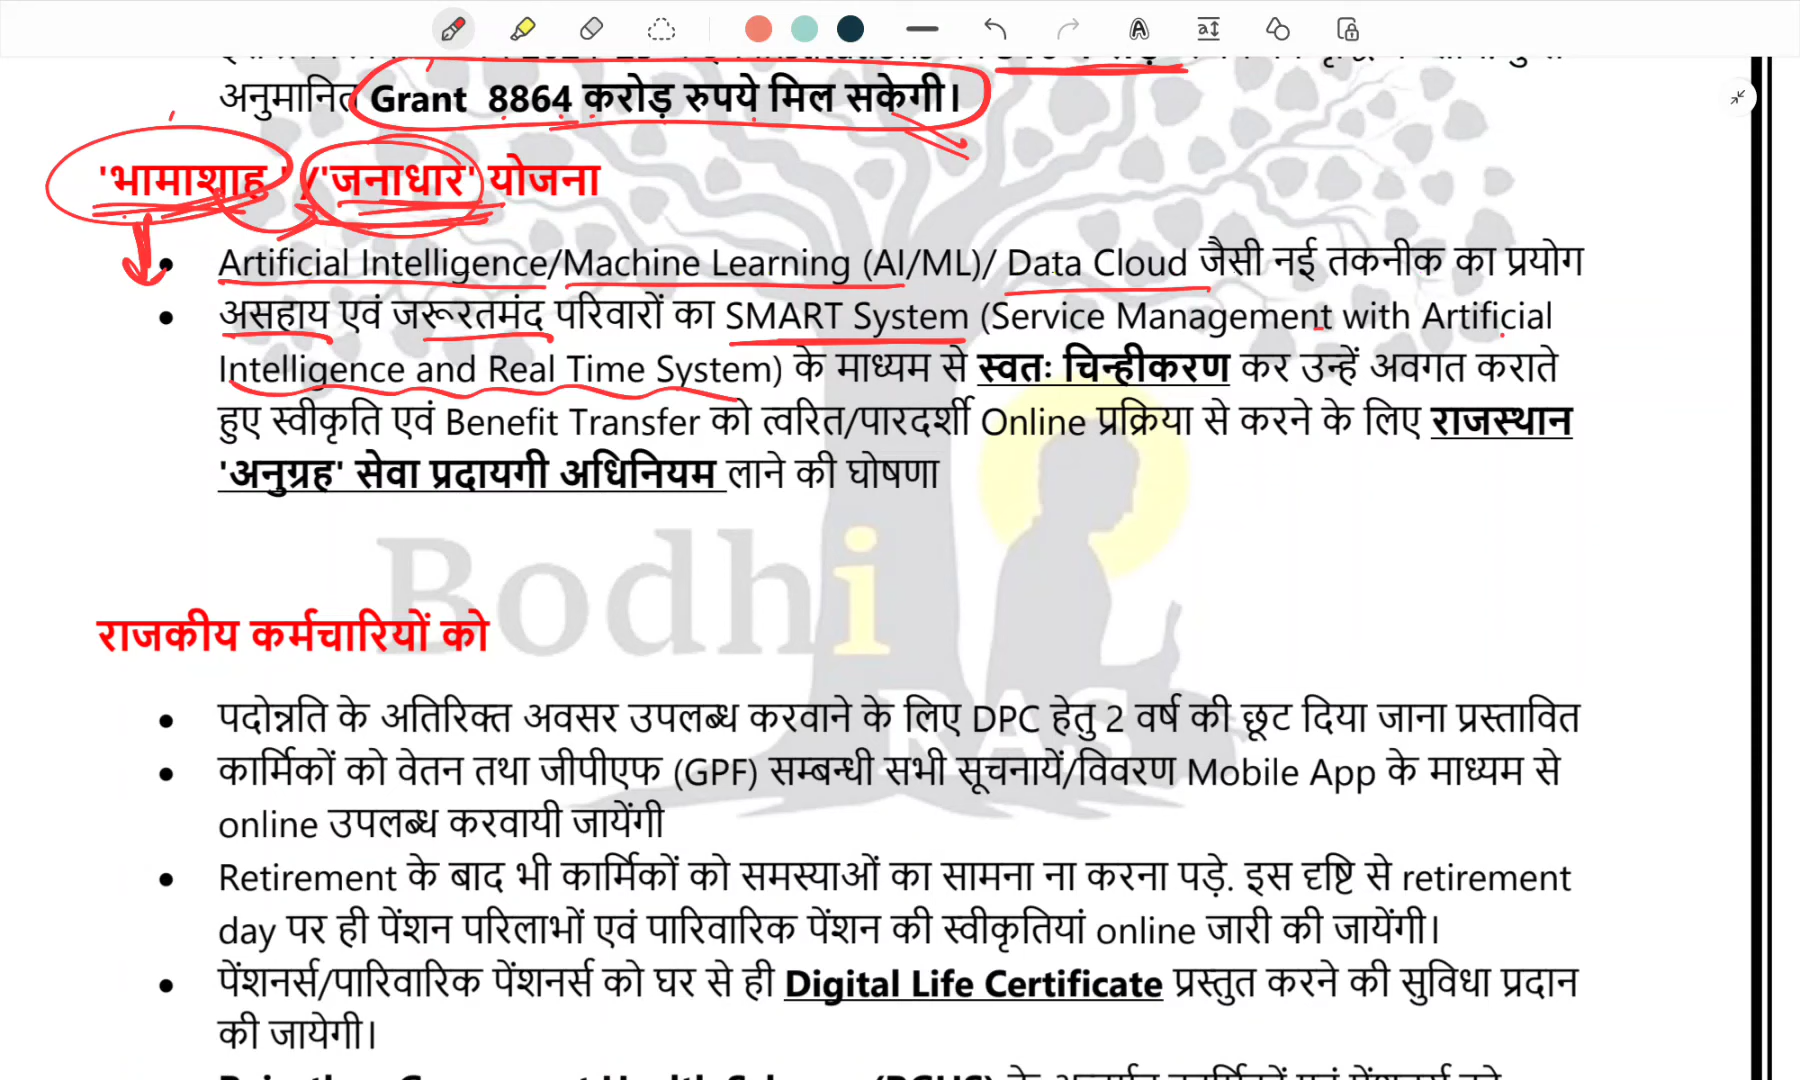 अनुमानित Grant 8864 करोड़ रुपये मिल सकेगी।
'भामाशाह ' /'जनाधार' योजना
• Artificial Intelligence/Machine Learning (AI/ML)/ Data Cloud जैसी नई तकनीक का प्रयोग
• असहाय एवं जरूरतमंद परिवारों का SMART System (Service Management with Artificial
Intelligence and Real Time System) के माध्यम से स्वतः चिन्हीकरण कर उन्हें अवगत कराते
हुए स्वीकृति एवं Benefit Transfer को त्वरित/पारदर्शी Online प्रक्रिया से करने के लिए राजस्थान
'अनुग्रह' सेवा प्रदायगी अधिनियम लाने की घोषणा
Bodhi
राजकीय कर्मचारियों को
RAS
• पदोन्नति के अतिरिक्त अवसर उपलब्ध करवाने के लिए DPC हेतु 2 वर्ष की छूट दिया जाना प्रस्तावित
• कार्मिकों को वेतन तथा जीपीएफ (GPF) सम्बन्धी सभी सूचनायें/विवरण Mobile App के माध्यम से
online उपलब्ध करवायी जायेंगी
• Retirement के बाद भी कार्मिकों को समस्याओं का सामना ना करना पड़े. इस दृष्टि से retirement
day पर ही पेंशन परिलाभों एवं पारिवारिक पेंशन की स्वीकृतियां online जारी की जायेंगी।
• पेंशनर्स/पारिवारिक पेंशनर्स को घर से ही Digital Life Certificate प्रस्तुत करने की सुविधा प्रदान
की जायेगी।